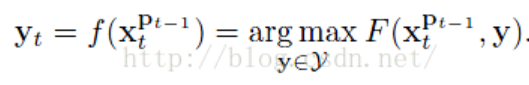 y_t = f(x_t^{p_{t-1}}) = arg max_{y∈𝒴} F(x_t^{p_{t-1}}, y).
http://blog.csdn.net/